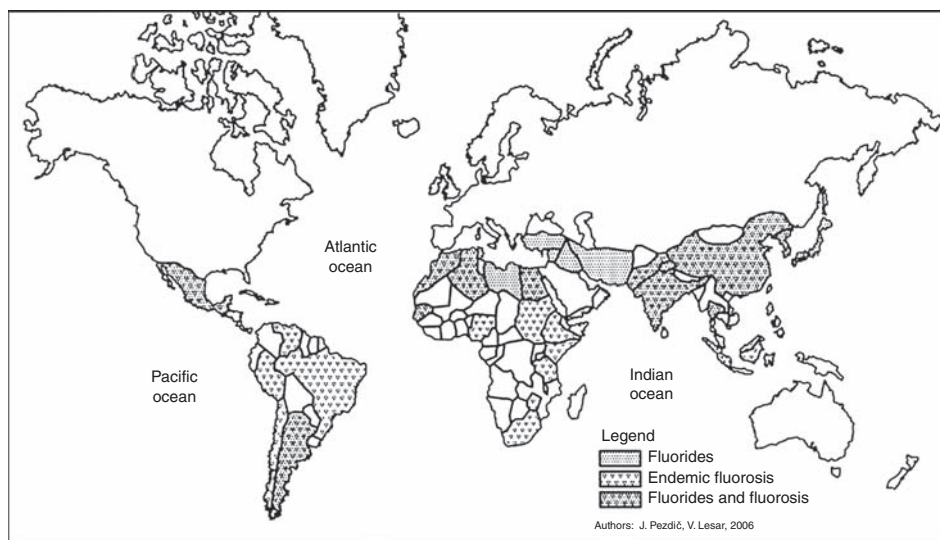 Atlantic
ocean
Pacific
ocean
Indian
ocean
Legend
Fluorides
Endemic fluorosis
Fluorides and fluorosis
Authors: J. Pezdič, V. Lesar, 2006